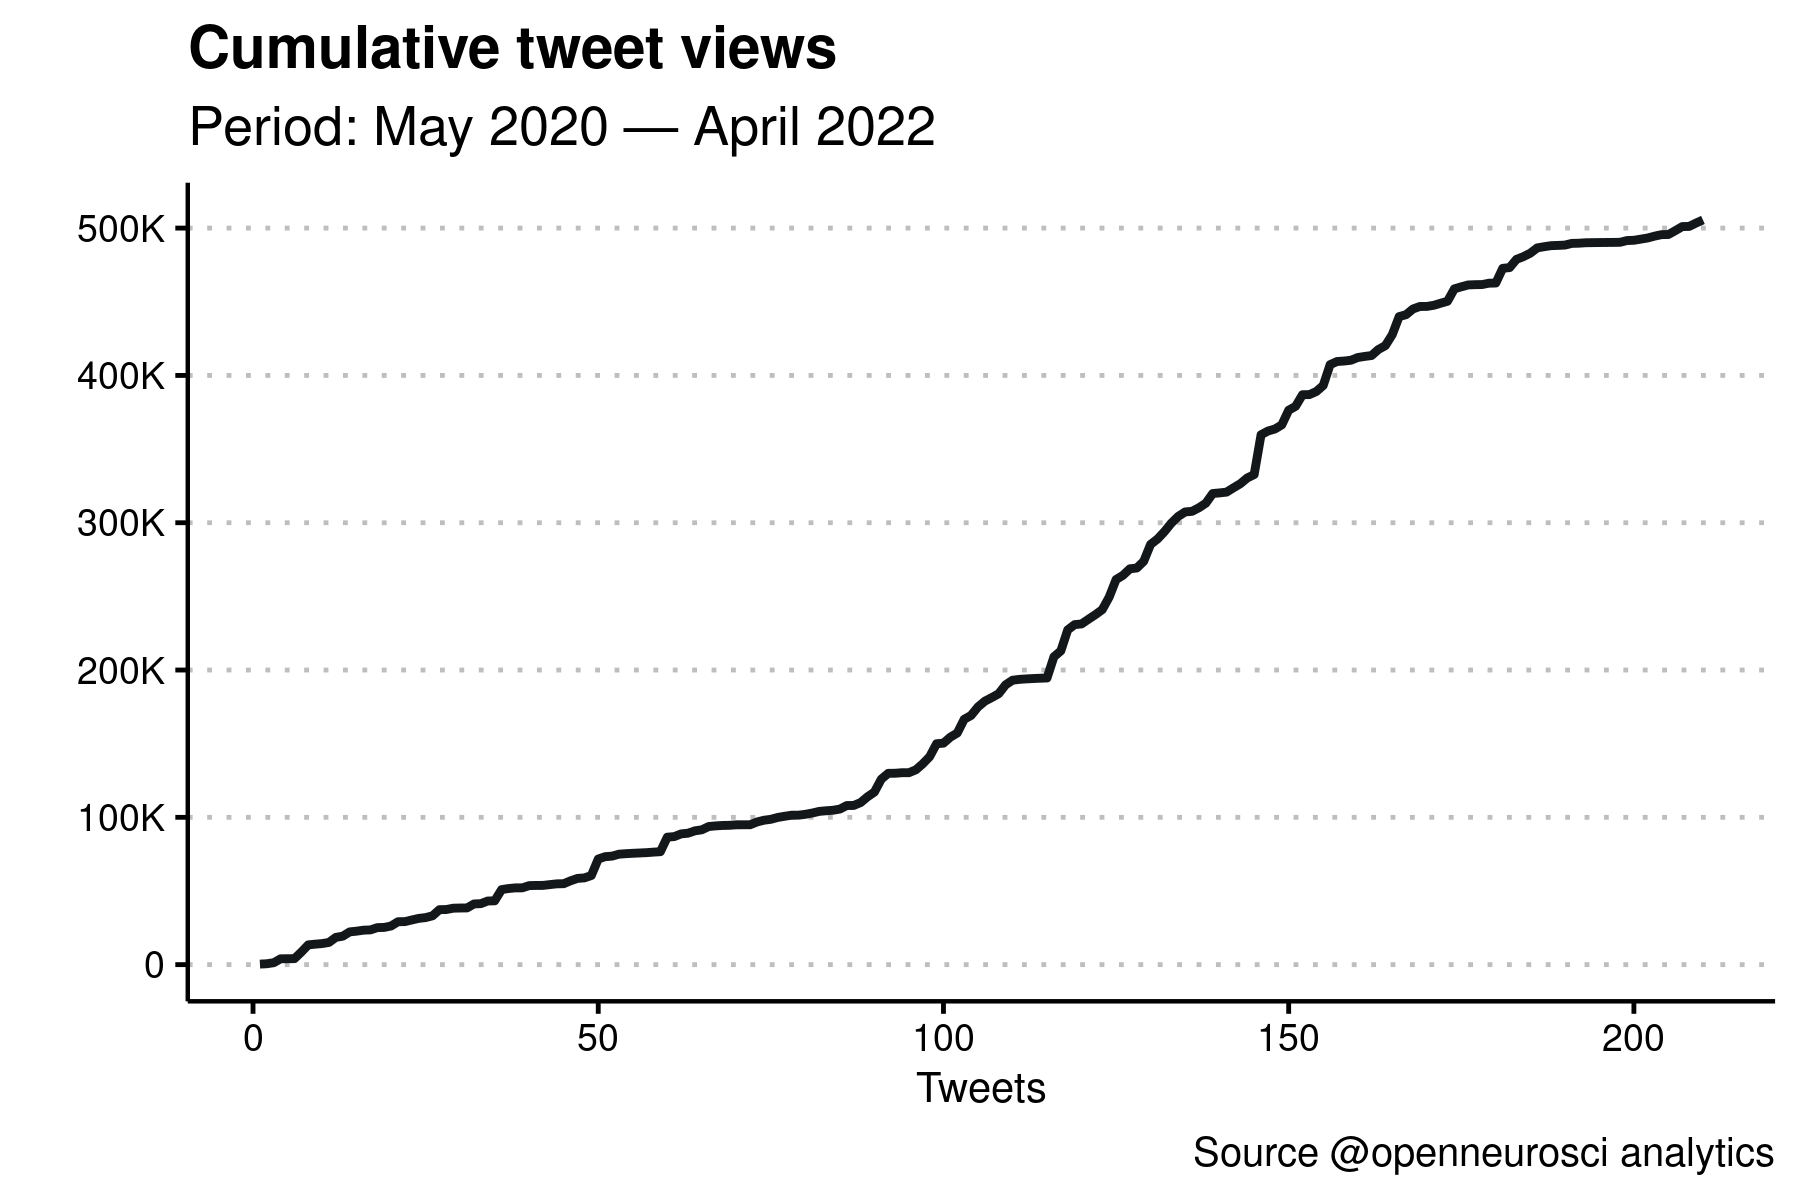 Cumulative tweet views
Period: May 2020 — April 2022
500K
400K
300K
200K
100K
0
0 50 100 150 200
Tweets
Source @openneurosci analytics